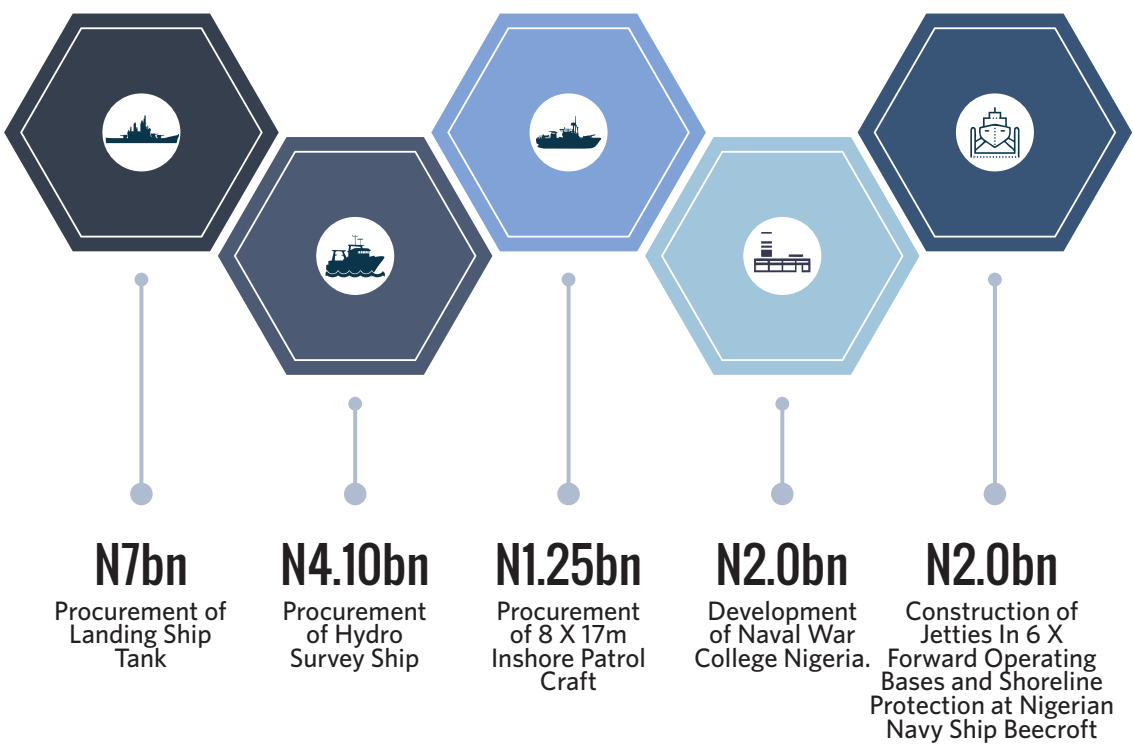 N7bn
Procurement of
Landing Ship
Tank
N4.10bn
Procurement
of Hydro
Survey Ship
N1.25bn
Procurement
of 8 X 17m
Inshore Patrol
Craft
N2.0bn
Development
of Naval War
College Nigeria.
N2.0bn
Construction of
Jetties In 6 X
Forward Operating
Bases and Shoreline
Protection at Nigerian
Navy Ship Beecroft